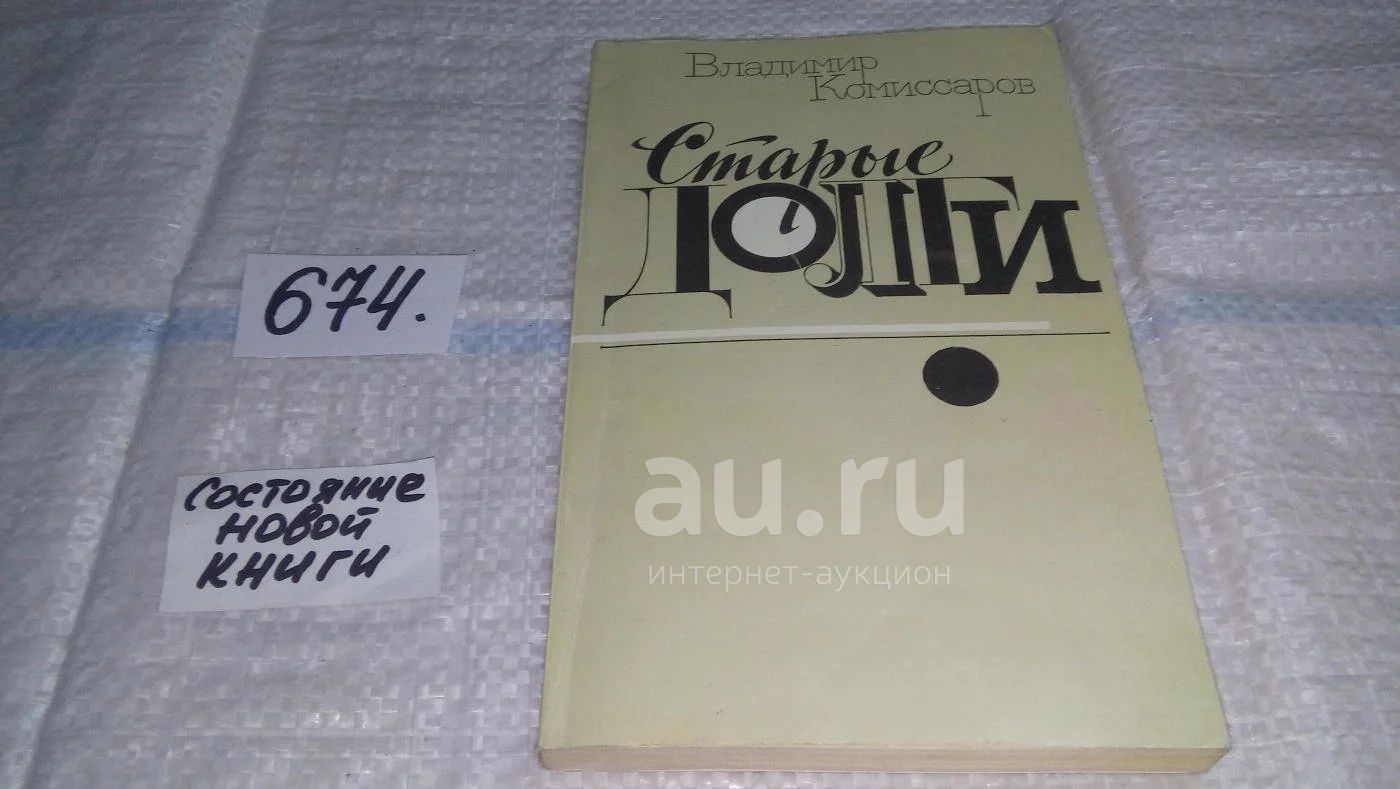 Владимир
Комиссаров
Старые
ДОЛГИ
674.
Состояние
новой
книги
au.ru
интернет-аукцион